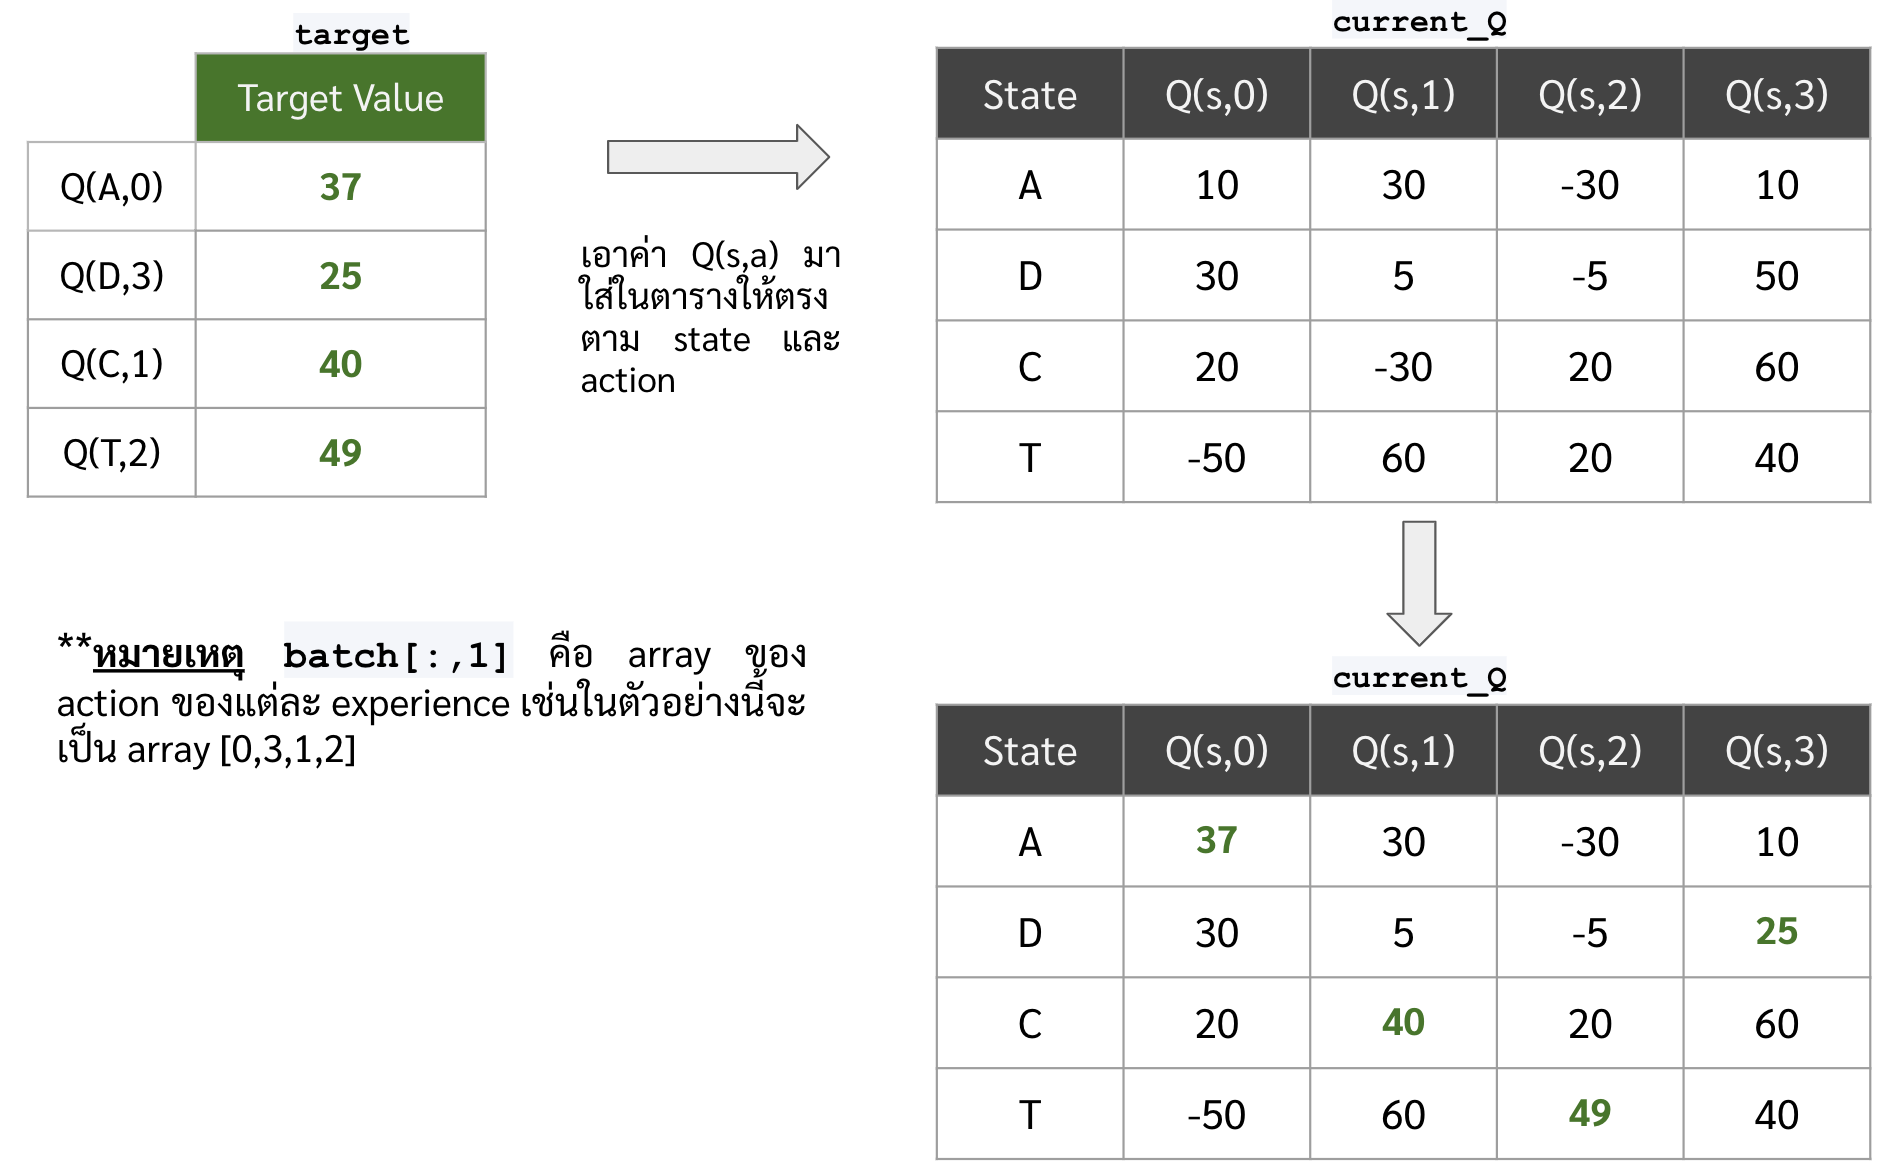 target
Target Value
Q(A,0) 37
Q(D,3) 25
Q(C,1) 40
Q(T,2) 49
เอาค่า Q(s,a) มา
ใส่ในตารางให้ตรง
ตาม state และ
action
current_Q
State Q(s,0) Q(s,1) Q(s,2) Q(s,3)
A 10 30 -30 10
D 30 5 -5 50
C 20 -30 20 60
T -50 60 20 40
**หมายเหตุ batch[:,1] คือ array ของ
action ของแต่ละ experience เช่นในตัวอย่างนี้จะ
เป็น array [0,3,1,2]
current_Q
State Q(s,0) Q(s,1) Q(s,2) Q(s,3)
A 37 30 -30 10
D 30 5 -5 25
C 20 40 20 60
T -50 60 49 40